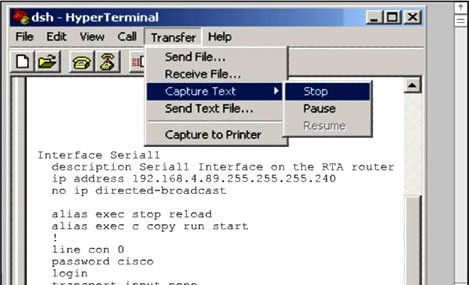 dsh - HyperTerminal
File Edit View Call Transfer Help
Send File...
Receive File...
Capture Text
Send Text File...
Capture to Printer
Stop
Pause
Resume
Interface Serial1
description Serial1 Interface on the RTA router
ip address 192.168.4.89.255.255.255.240
no ip directed-broadcast
alias exec stop reload
alias exec c copy run start
!
line con 0
password cisco
login
transport input none